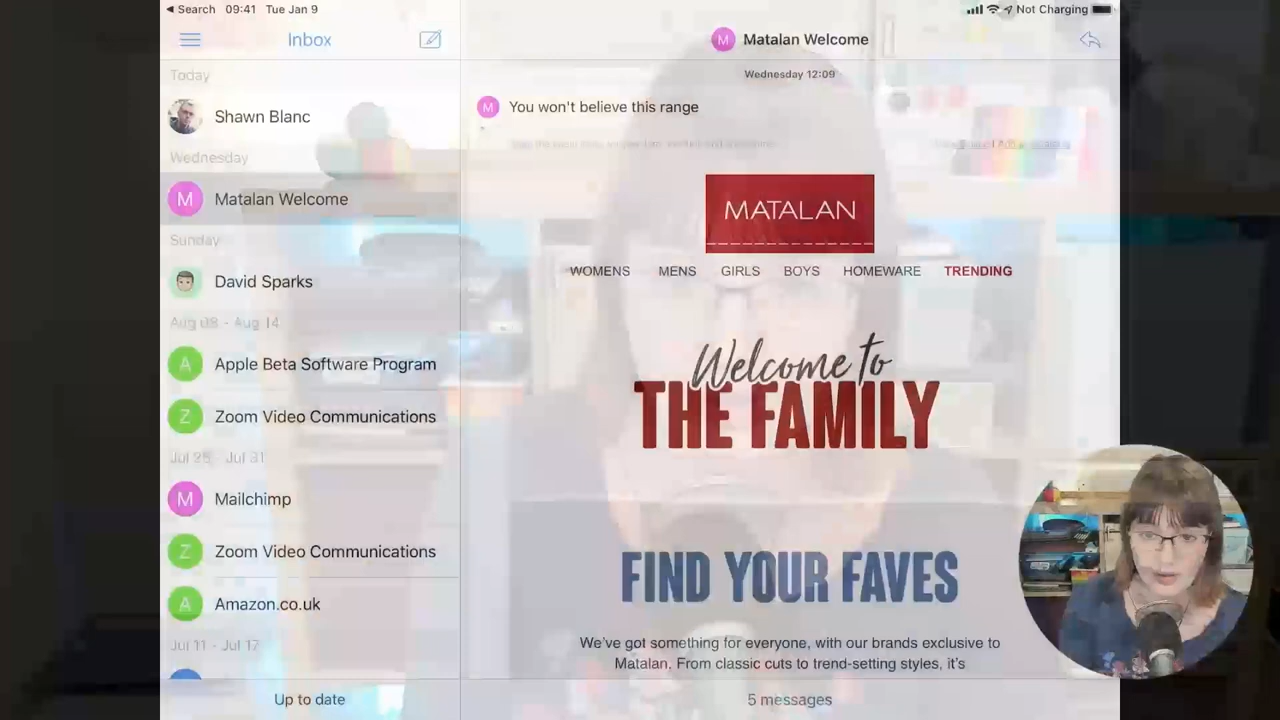 Search 09:41 Tue Jan 9
Not Charging
Inbox
M Matalan Welcome
Today
Wednesday 12:09
Shawn Blanc
M You won't believe this range
Wednesday
M Matalan Welcome
MATALAN
Sunday
WOMENS MENS GIRLS BOYS HOMEWARE TRENDING
David Sparks
Aug 08 - Aug 14
A Apple Beta Software Program
Welcome to
THE FAMILY
Z Zoom Video Communications
Jul 25 - Jul 31
M Mailchimp
Z Zoom Video Communications
FIND YOUR FAVES
A Amazon.co.uk
Jul 11 - Jul 17
We've got something for everyone, with our brands exclusive to
Matalan. From classic cuts to trend-setting styles, it's
Up to date
5 messages